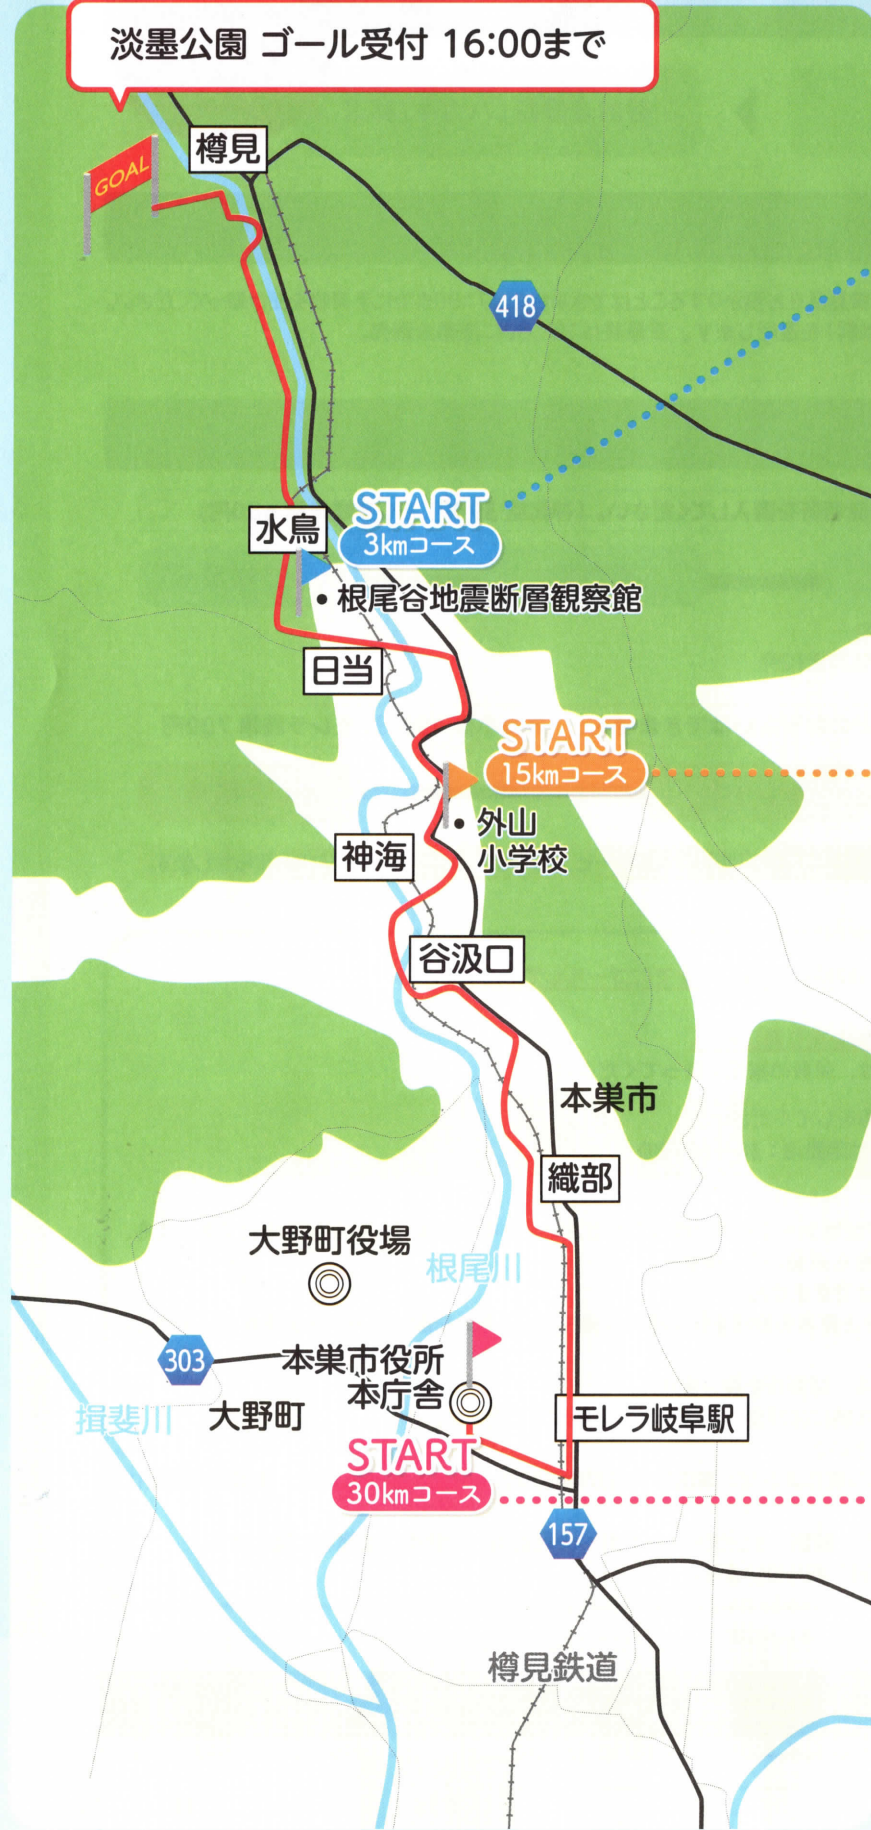 淡墨公園 ゴール受付 16:00まで
樽見
GOAL
418
START
水鳥
3kmコース
根尾谷地震断層観察館
日当
START
15kmコース
外山
小学校
神海
谷汲口
本巣市
織部
大野町役場
根尾川
303
本巣市役所
本庁舎
揖斐川
大野町
モレラ岐阜駅
START
30kmコース
157
樽見鉄道